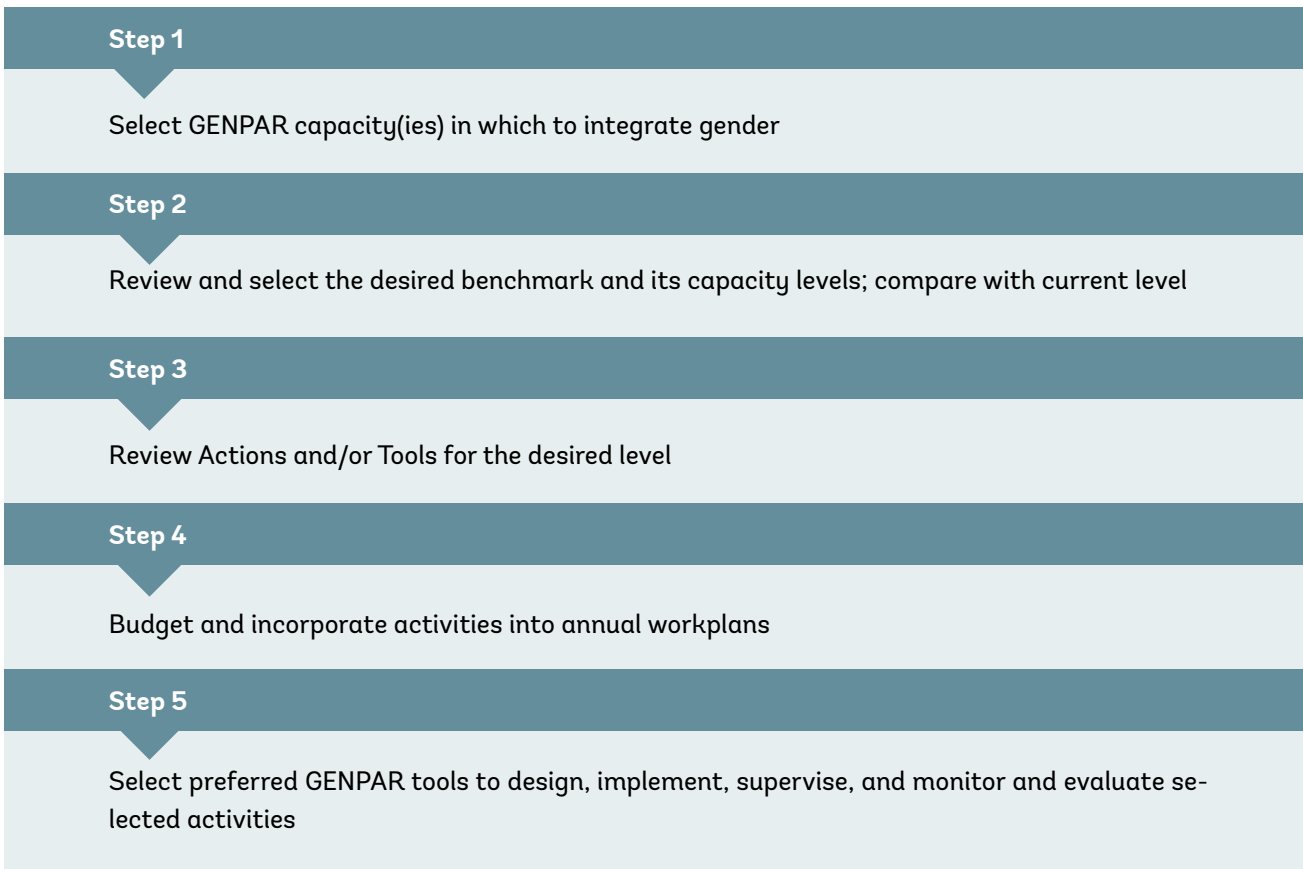 Step 1
Select GENPAR capacity(ies) in which to integrate gender
Step 2
Review and select the desired benchmark and its capacity levels; compare with current level
Step 3
Review Actions and/or Tools for the desired level
Step 4
Budget and incorporate activities into annual workplans
Step 5
Select preferred GENPAR tools to design, implement, supervise, and monitor and evaluate se-
lected activities